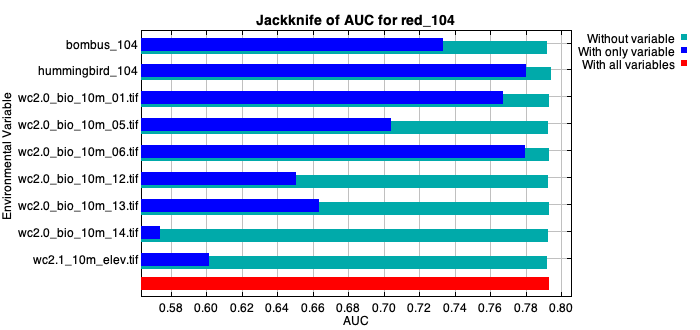 Jackknife of AUC for red_104
Without variable
With only variable
With all variables
Environmental Variable
bombus_104
hummingbird_104
wc2.0_bio_10m_01.tif
wc2.0_bio_10m_05.tif
wc2.0_bio_10m_06.tif
wc2.0_bio_10m_12.tif
wc2.0_bio_10m_13.tif
wc2.0_bio_10m_14.tif
wc2.1_10m_elev.tif
0.58 0.60 0.62 0.64 0.66 0.68 0.70 0.72 0.74 0.76 0.78 0.80
AUC